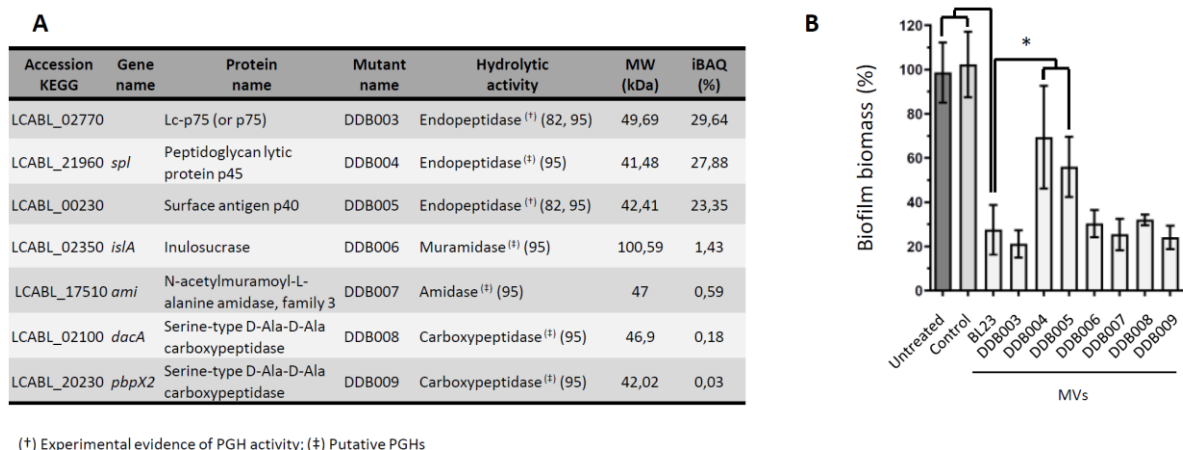 A
Accession KEGG Gene name Protein name Mutant name Hydrolytic activity MW (kDa) iBAQ (%)
LCABL_02770 Lc-p75 (or p75) DDB003 Endopeptidase (†) (82, 95) 49,69 29,64
LCABL_21960 spl Peptidoglycan lytic protein p45 DDB004 Endopeptidase (‡) (95) 41,48 27,88
LCABL_00230 Surface antigen p40 DDB005 Endopeptidase (†) (82, 95) 42,41 23,35
LCABL_02350 islA Inulosucrase DDB006 Muramidase (‡) (95) 100,59 1,43
LCABL_17510 ami N-acetylmuramoyl-L-alanine amidase, family 3 DDB007 Amidase (‡) (95) 47 0,59
LCABL_02100 dacA Serine-type D-Ala-D-Ala carboxypeptidase DDB008 Carboxypeptidase (‡) (95) 46,9 0,18
LCABL_20230 pbpX2 Serine-type D-Ala-D-Ala carboxypeptidase DDB009 Carboxypeptidase (‡) (95) 42,02 0,03
(†) Experimental evidence of PGH activity; (‡) Putative PGHs
B
*
Biofilm biomass (%)
120
100
80
60
40
20
0
Untreated
Control
BL23
DDB003
DDB004
DDB005
DDB006
DDB007
DDB008
DDB009
MVs